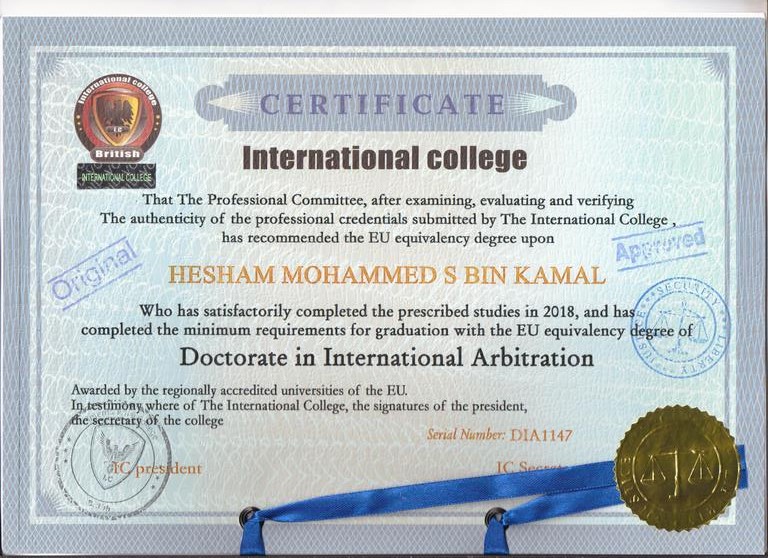 International college
I.C
British
INTERNATIONAL COLLEGE
CERTIFICATE
International college
That The Professional Committee, after examining, evaluating and verifying
The authenticity of the professional credentials submitted by The International College ,
has recommended the EU equivalency degree upon
Original
Approved
HESHAM MOHAMMED S BIN KAMAL
SECURITY
JUSTICE
LIBERTY
Who has satisfactorily completed the prescribed studies in 2018, and has
completed the minimum requirements for graduation with the EU equivalency degree of
Doctorate in International Arbitration
Awarded by the regionally accredited universities of the EU.
In testimony where of The International College, the signatures of the president,
the secretary of the college
Serial Number: DIA1147
IC president
IC